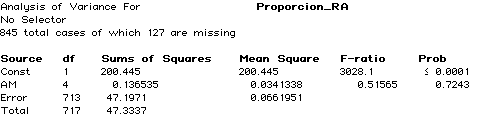 Analysis of Variance For Proporcion_RA
No Selector
845 total cases of which 127 are missing
Source df Sums of Squares Mean Square F-ratio Prob
Const 1 200.445 200.445 3028.1 ≤ 0.0001
AM 4 0.136535 0.0341338 0.51565 0.7243
Error 713 47.1971 0.0661951
Total 717 47.3337